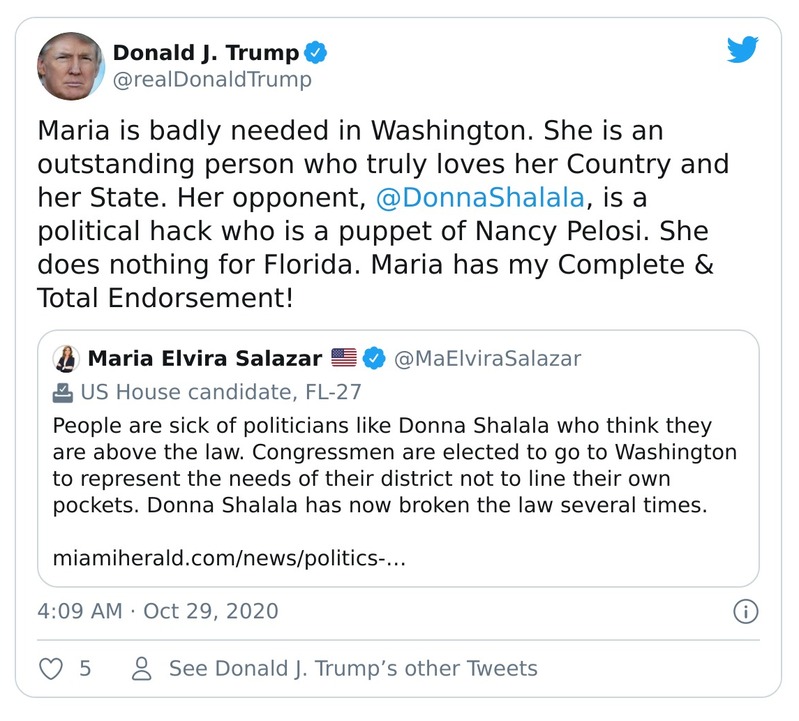 Donald J. Trump
@realDonaldTrump
Maria is badly needed in Washington. She is an
outstanding person who truly loves her Country and
her State. Her opponent, @DonnaShalala, is a
political hack who is a puppet of Nancy Pelosi. She
does nothing for Florida. Maria has my Complete &
Total Endorsement!
Maria Elvira Salazar 🇺🇸 @MaElviraSalazar
US House candidate, FL-27
People are sick of politicians like Donna Shalala who think they
are above the law. Congressmen are elected to go to Washington
to represent the needs of their district not to line their own
pockets. Donna Shalala has now broken the law several times.
miamiherald.com/news/politics-…
4:09 AM · Oct 29, 2020
5 See Donald J. Trump’s other Tweets